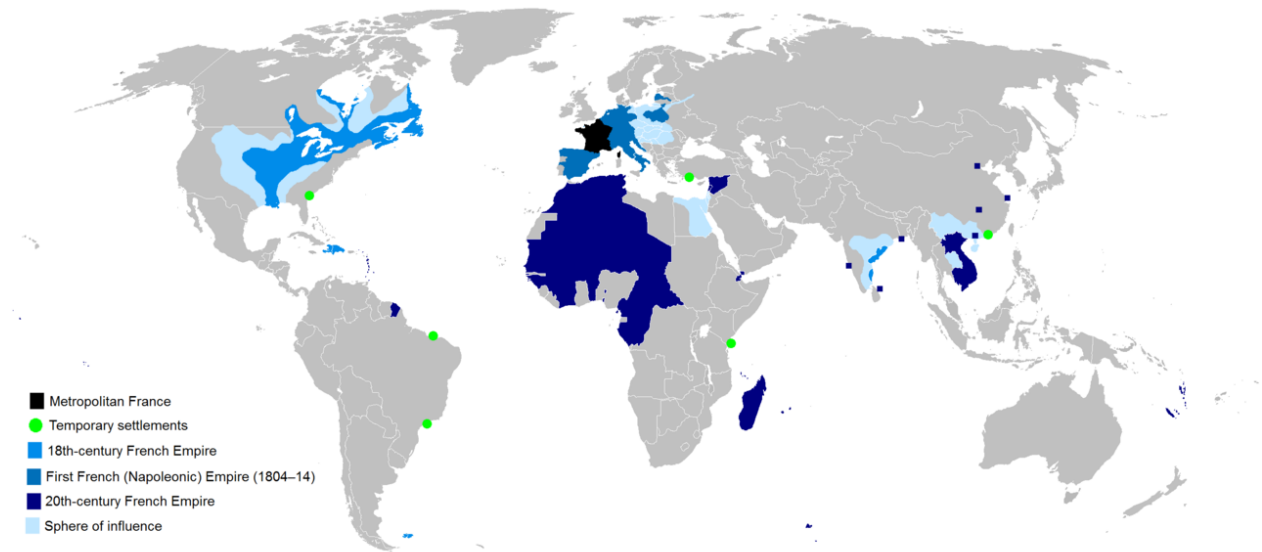 Metropolitan France
Temporary settlements
18th-century French Empire
First French (Napoleonic) Empire (1804–14)
20th-century French Empire
Sphere of influence